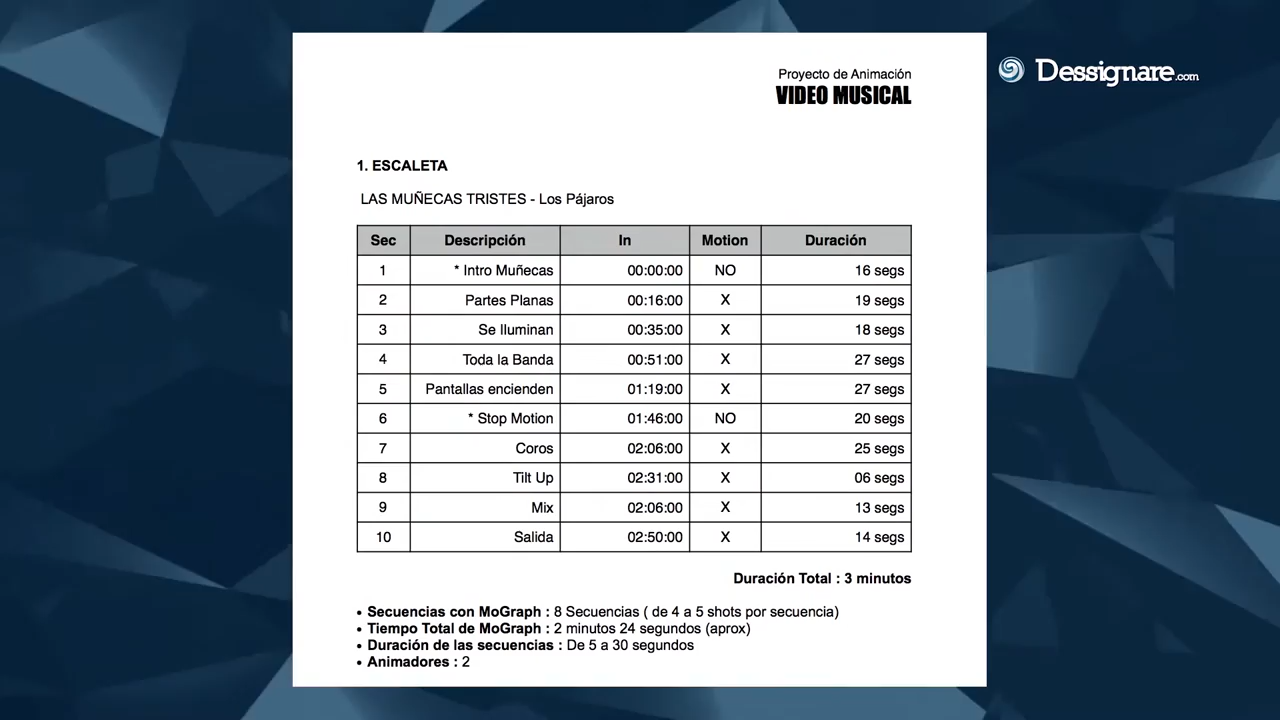 Proyecto de Animación
VIDEO MUSICAL
Dessignare.com
1. ESCALETA
LAS MUÑECAS TRISTES - Los Pájaros
Sec Descripción In Motion Duración
1 * Intro Muñecas 00:00:00 NO 16 segs
2 Partes Planas 00:16:00 X 19 segs
3 Se Iluminan 00:35:00 X 18 segs
4 Toda la Banda 00:51:00 X 27 segs
5 Pantallas encienden 01:19:00 X 27 segs
6 * Stop Motion 01:46:00 NO 20 segs
7 Coros 02:06:00 X 25 segs
8 Tilt Up 02:31:00 X 06 segs
9 Mix 02:06:00 X 13 segs
10 Salida 02:50:00 X 14 segs
Duración Total : 3 minutos
• Secuencias con MoGraph : 8 Secuencias ( de 4 a 5 shots por secuencia)
• Tiempo Total de MoGraph : 2 minutos 24 segundos (aprox)
• Duración de las secuencias : De 5 a 30 segundos
• Animadores : 2